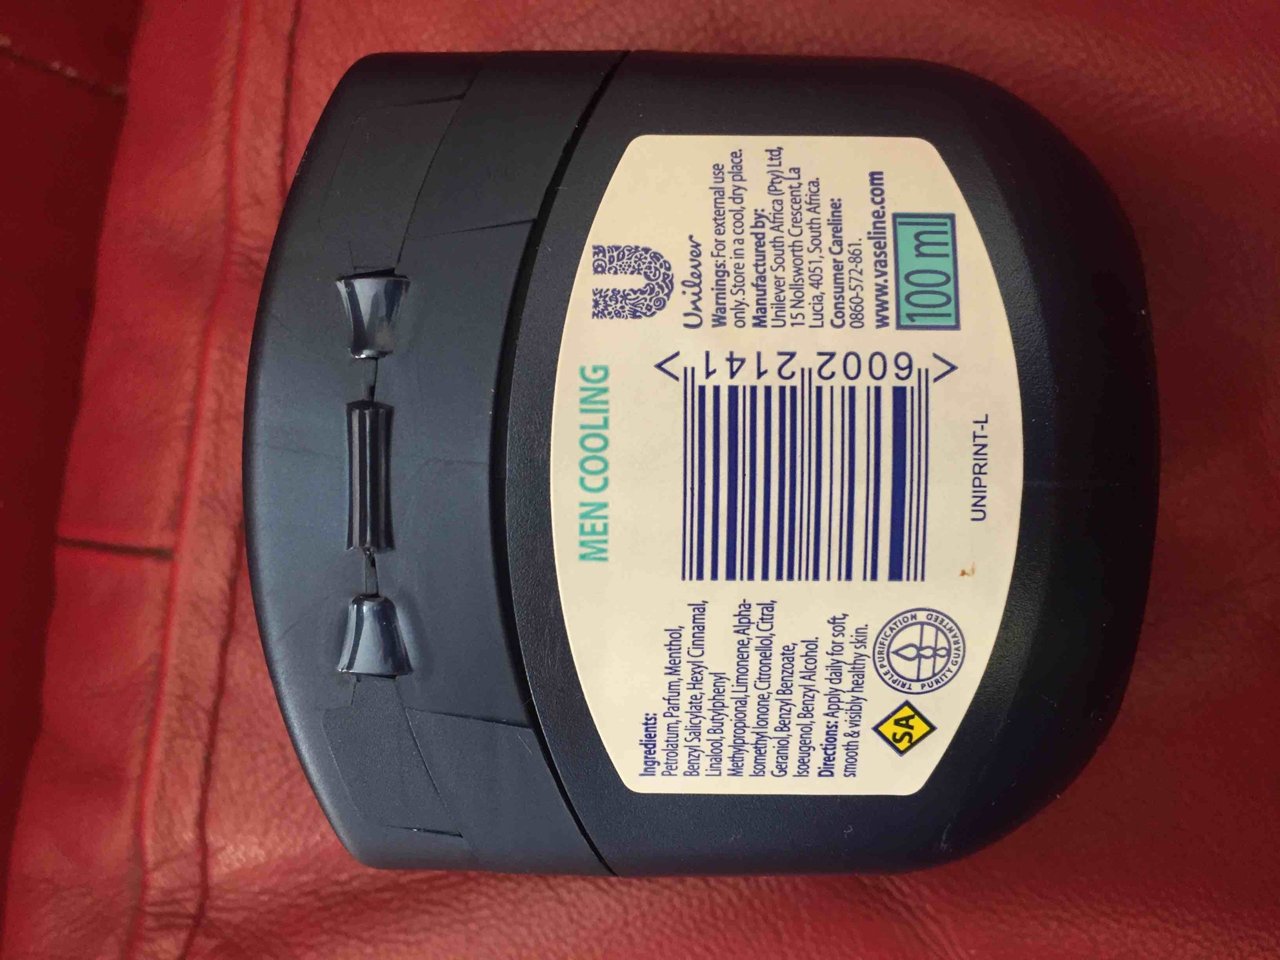 MEN COOLING
Ingredients:
Petrolatum, Parfum, Menthol,
Benzyl Salicylate, Hexyl Cinnamal,
Linalool, Butylphenyl
Methylpropional, Limonene, Alpha-
Isomethyl Ionone, Citronellol, Citral,
Geraniol, Benzyl Benzoate,
Isoeugenol, Benzyl Alcohol.
Directions: Apply daily for soft,
smooth & visibly healthy skin.
SA
TRIPLE PURIFICATION
PURITY GUARANTEED
< 6002 2141 >
UNIPRINT-L
Unilever
Warnings: For external use
only. Store in a cool, dry place.
Manufactured by:
Unilever South Africa (Pty) Ltd,
15 Nollsworth Crescent, La
Lucia, 4051, South Africa.
Consumer Careline:
0860-572-861.
www.vaseline.com
100 ml